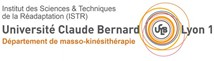 Institut des Sciences & Techniques
de la Réadaptation (ISTR)
Université Claude Bernard Lyon 1
Département de masso-kinésithérapie